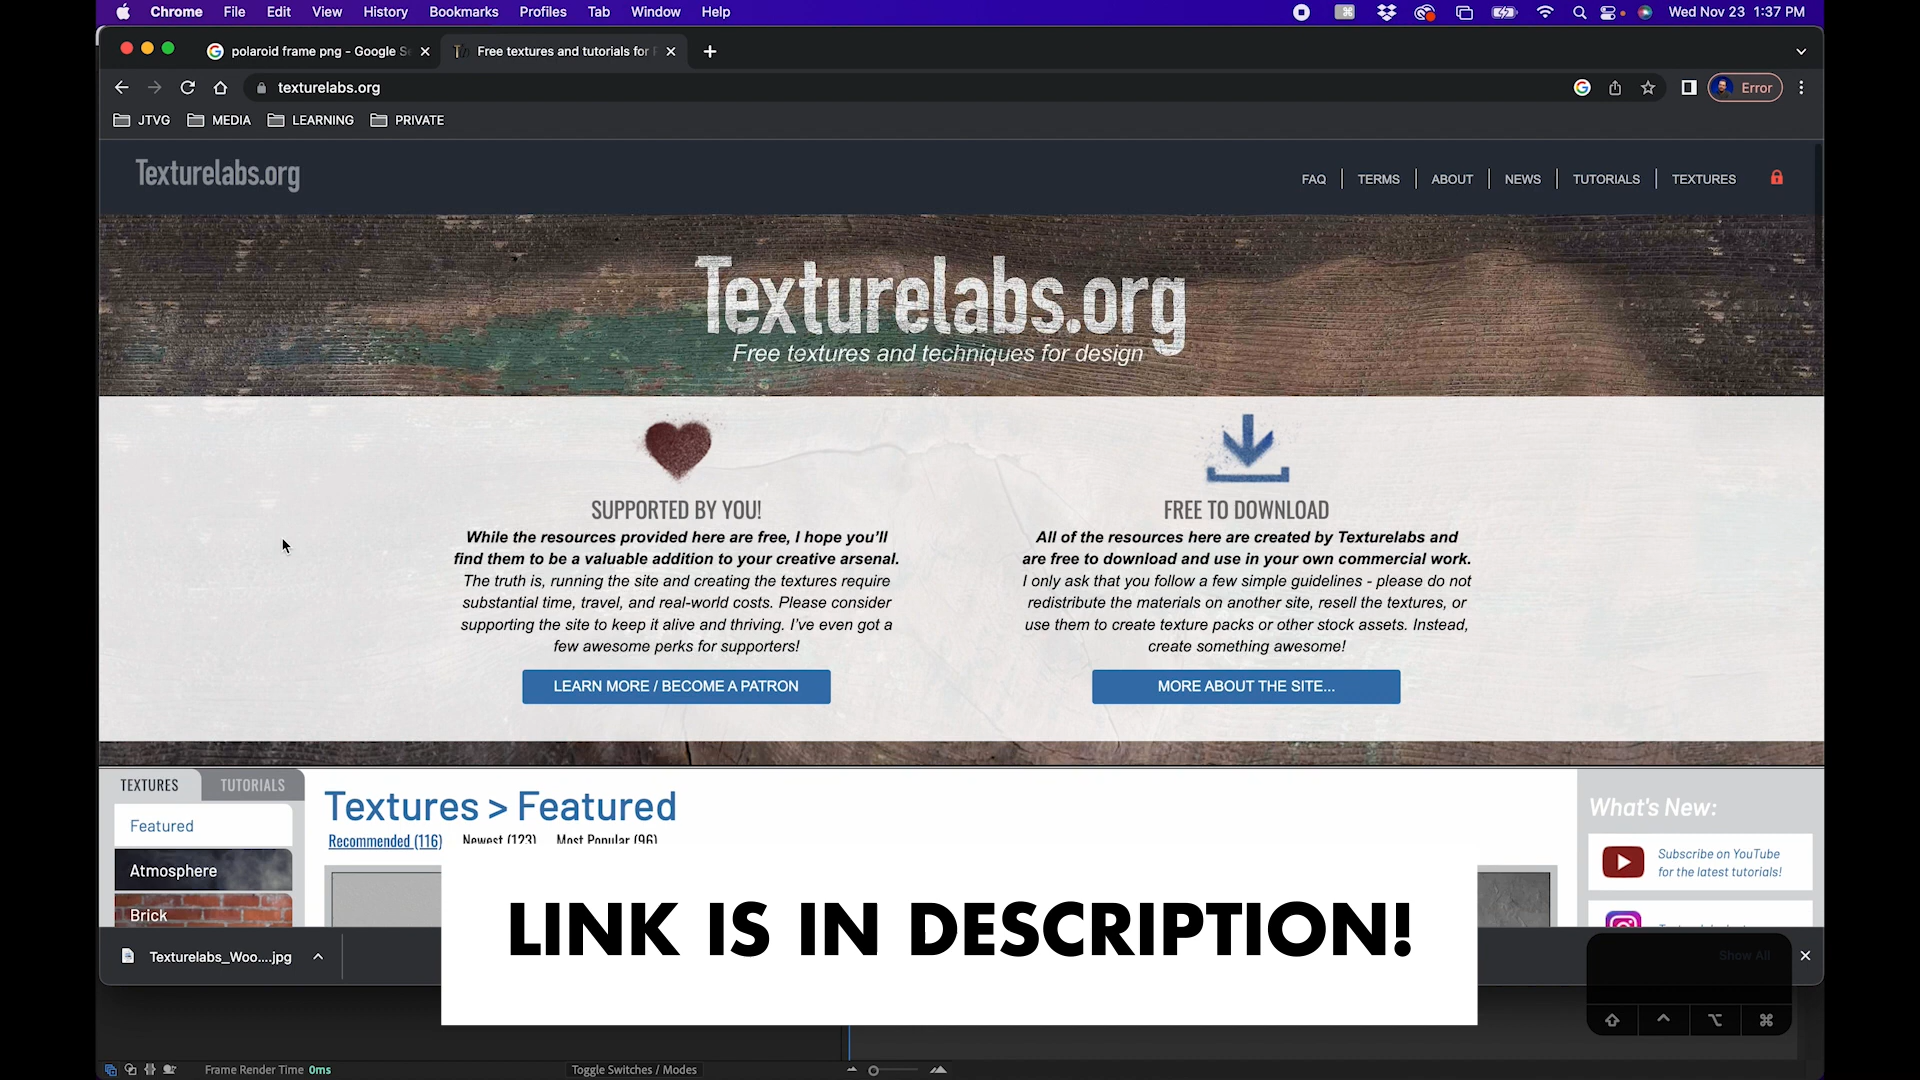 Chrome File Edit View History Bookmarks Profiles Tab Window Help Wed Nov 23 1:37 PM
polaroid frame png - Google Se Free textures and tutorials for
texturelabs.org Error
JTVG MEDIA LEARNING PRIVATE
Texturelabs.org FAQ TERMS ABOUT NEWS TUTORIALS TEXTURES
Texturelabs.org
Free textures and techniques for design
SUPPORTED BY YOU!
While the resources provided here are free, I hope you'll
find them to be a valuable addition to your creative arsenal.
The truth is, running the site and creating the textures require
substantial time, travel, and real-world costs. Please consider
supporting the site to keep it alive and thriving. I've even got a
few awesome perks for supporters!
LEARN MORE / BECOME A PATRON
FREE TO DOWNLOAD
All of the resources here are created by Texturelabs and
are free to download and use in your own commercial work.
I only ask that you follow a few simple guidelines - please do not
redistribute the materials on another site, resell the textures, or
use them to create texture packs or other stock assets. Instead,
create something awesome!
MORE ABOUT THE SITE...
TEXTURES TUTORIALS
Featured
Atmosphere
Brick
Textures > Featured
Recommended (116) Newest (123) Most Popular (96)
What's New:
Subscribe on YouTube
for the latest tutorials!
LINK IS IN DESCRIPTION!
Texturelabs_Woo....jpg
Show All
Frame Render Time 0ms
Toggle Switches / Modes